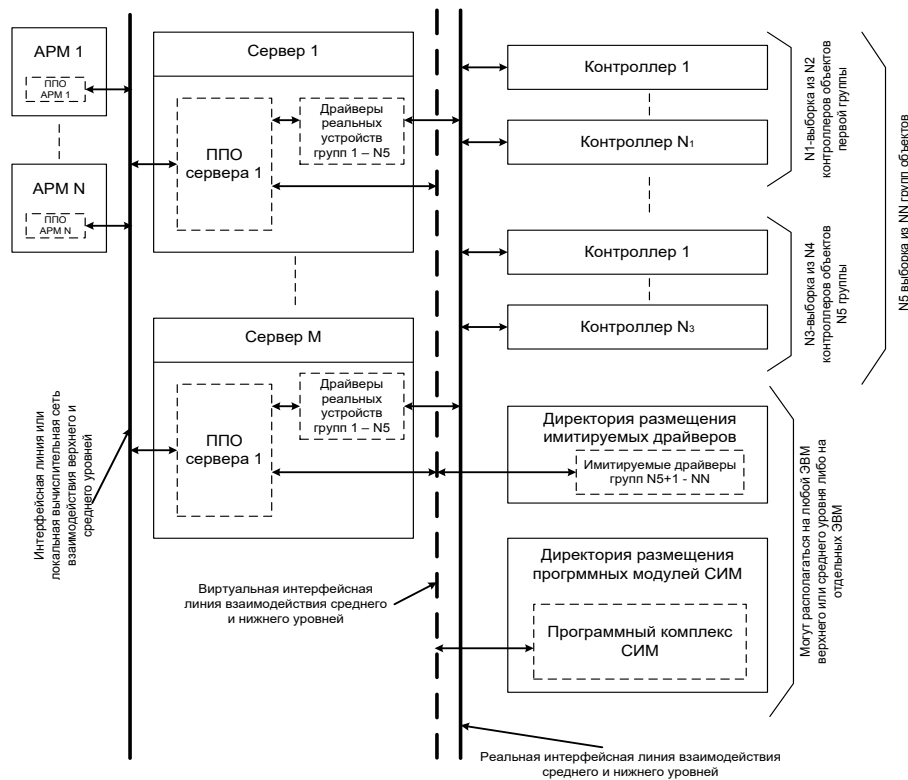 АРМ 1
ППО
АРМ 1
АРМ N
ППО
АРМ N
Сервер 1
ППО
сервера 1
Драйверы
реальных
устройств
групп 1 – N5
Сервер М
ППО
сервера 1
Драйверы
реальных
устройств
групп 1 – N5
Контроллер 1
Контроллер N1
Контроллер 1
Контроллер N3
N1-выборка из N2
контроллеров объектов
первой группы
N3-выборка из N4
контроллеров объектов
N5 группы
N5 выборка из NN групп объектов
Директория размещения
имитируемых драйверов
Имитируемые драйверы
групп N5+1 - NN
Директория размещения
прогрммных модулей СИМ
Программный комплекс
СИМ
Могут располагаться на любой ЭВМ
верхнего или среднего уровня либо на
отдельных ЭВМ
Интерфейсная линия или
локальная вычислительная сеть
взаимодействия верхнего и
среднего уровней
Виртуальная интерфейсная
линия взаимодействия среднего
и нижнего уровней
Реальная интерфейсная линия взаимодействия
среднего и нижнего уровней